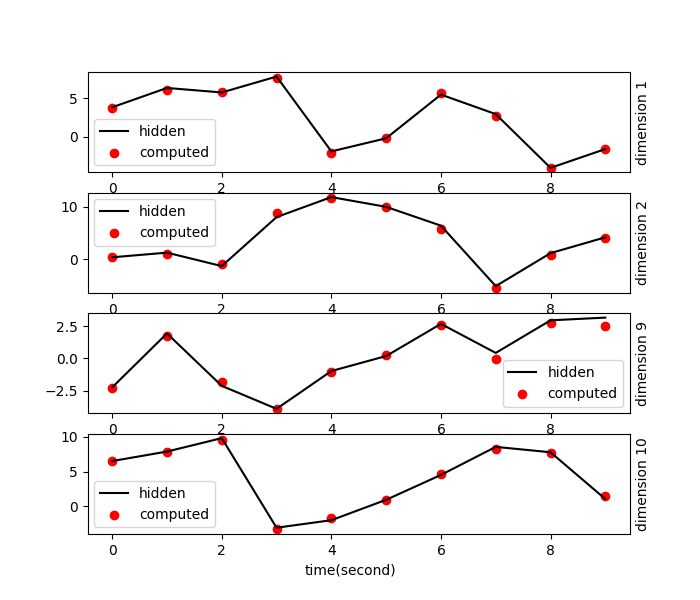 5
0
hidden
computed
dimension 1
0 2 4 6 8
10
0
hidden
computed
dimension 2
0 2 4 6 8
2.5
0.0
−2.5
hidden
computed
dimension 9
0 2 4 6 8
10
5
0
hidden
computed
dimension 10
0 2 4 6 8
time(second)